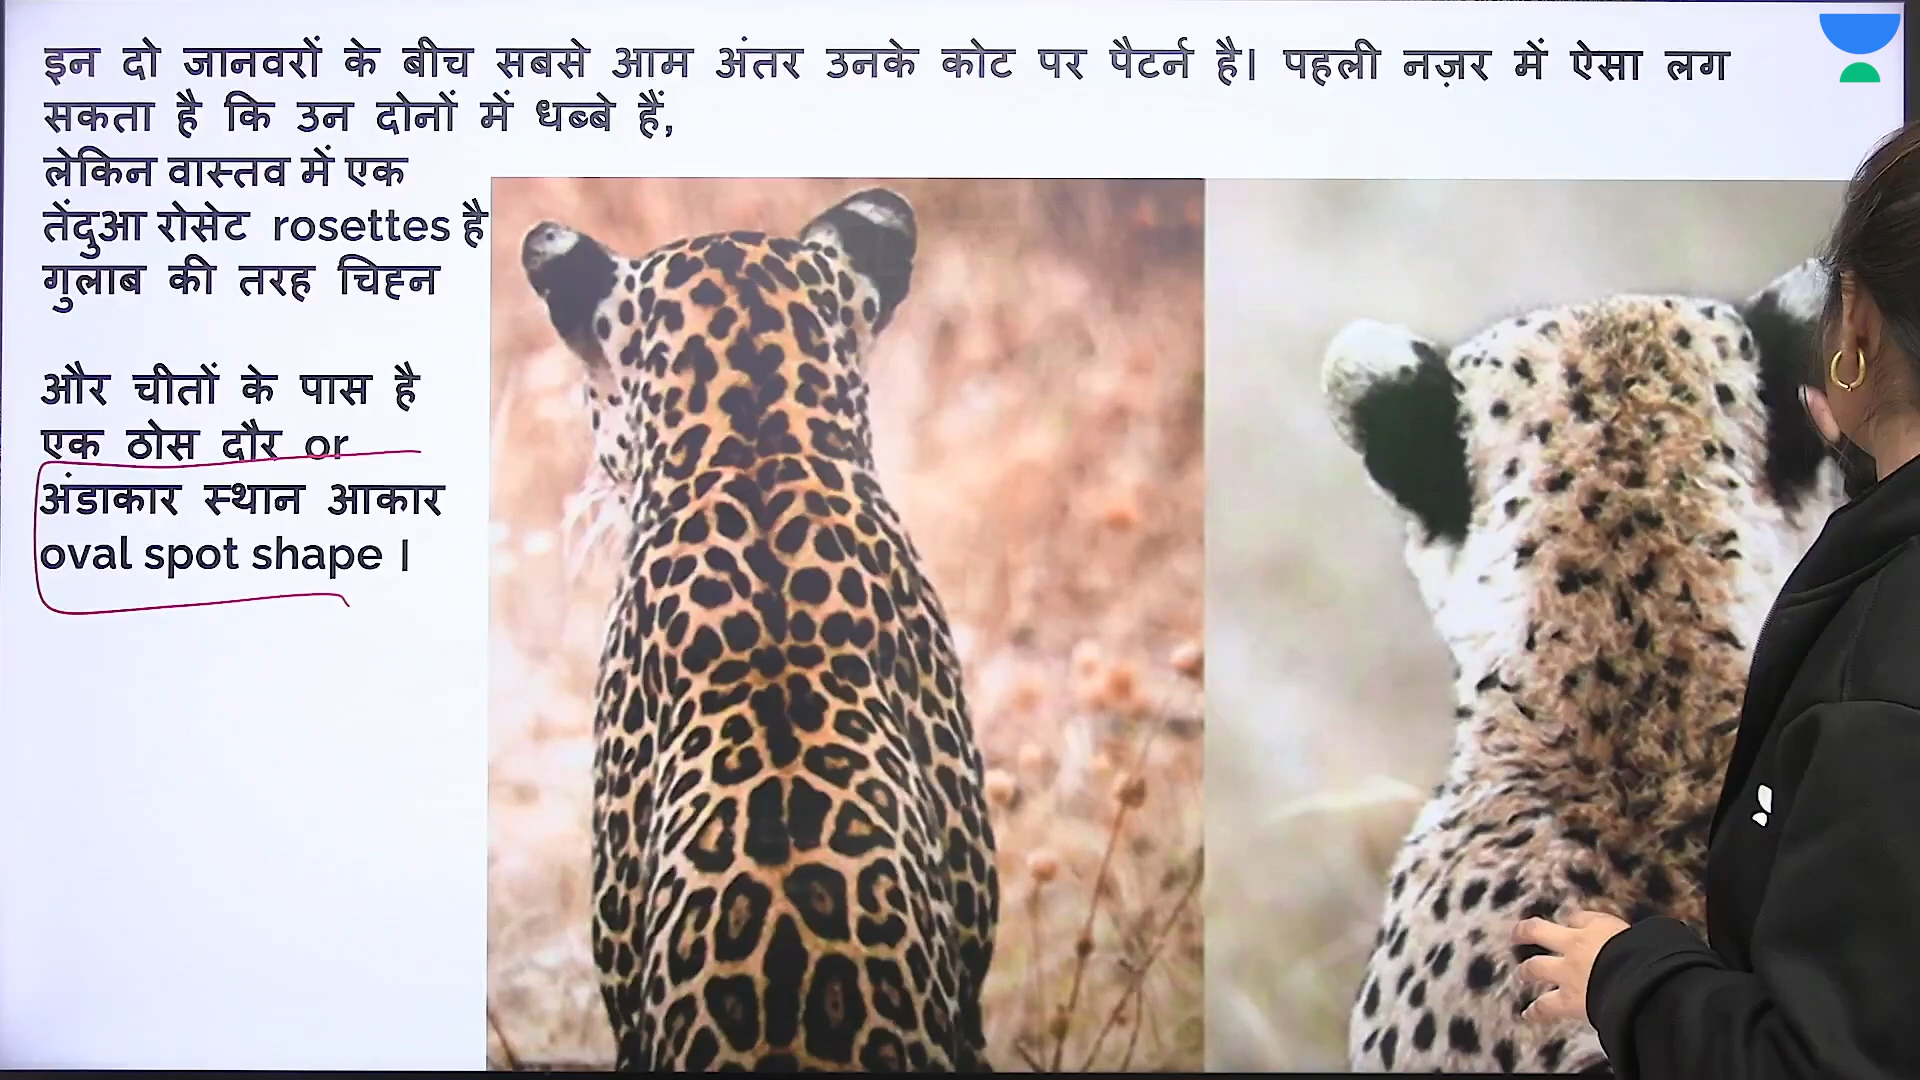 इन दो जानवरों के बीच सबसे आम अंतर उनके कोट पर पैटर्न है। पहली नज़र में ऐसा लग
सकता है कि उन दोनों में धब्बे हैं,
लेकिन वास्तव में एक
तेंदुआ रोसेट rosettes है
गुलाब की तरह चिह्न
और चीतों के पास है
एक ठोस दौर or
अंडाकार स्थान आकार
oval spot shape ।